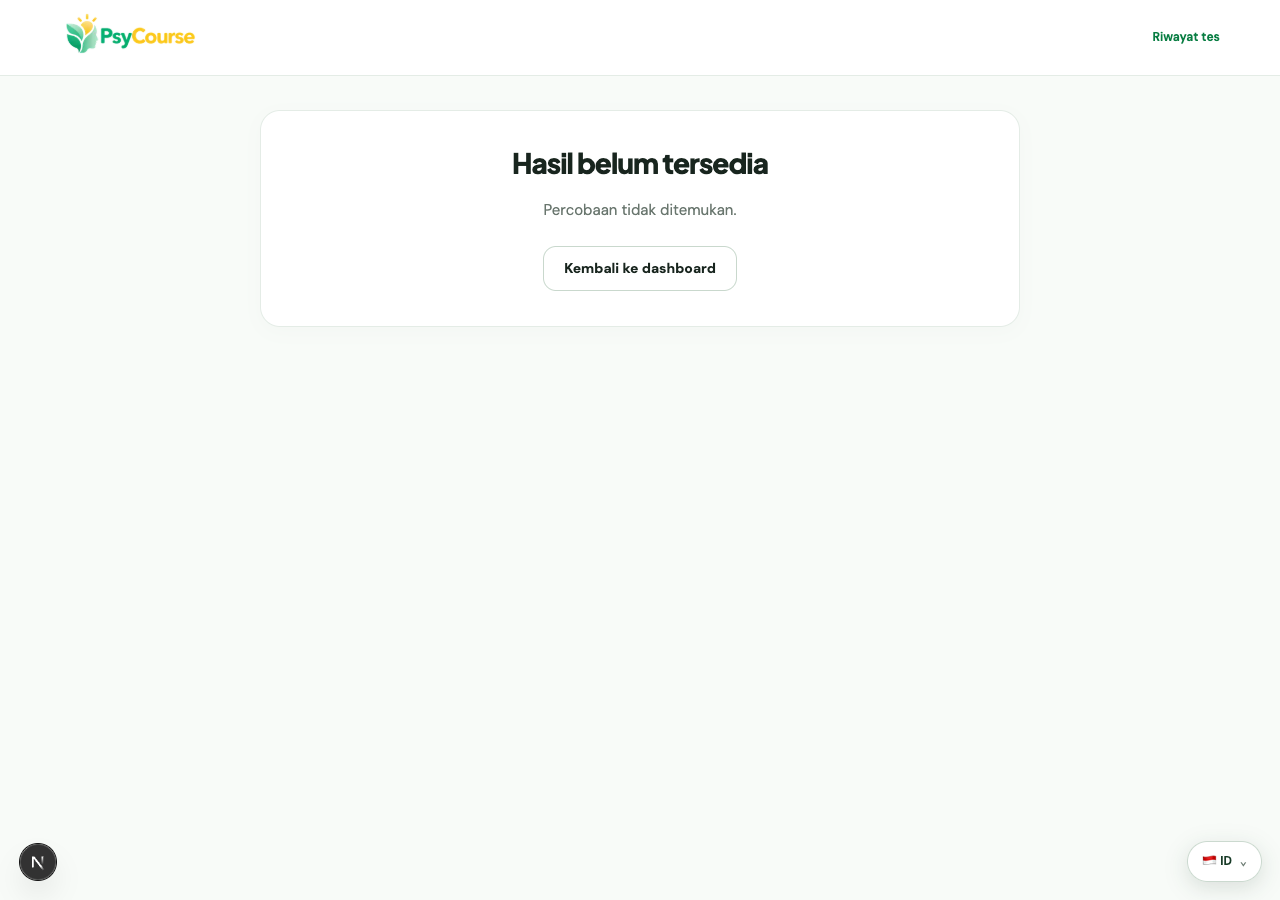 PsyCourse
Riwayat tes
Hasil belum tersedia
Percobaan tidak ditemukan.
Kembali ke dashboard
N
ID